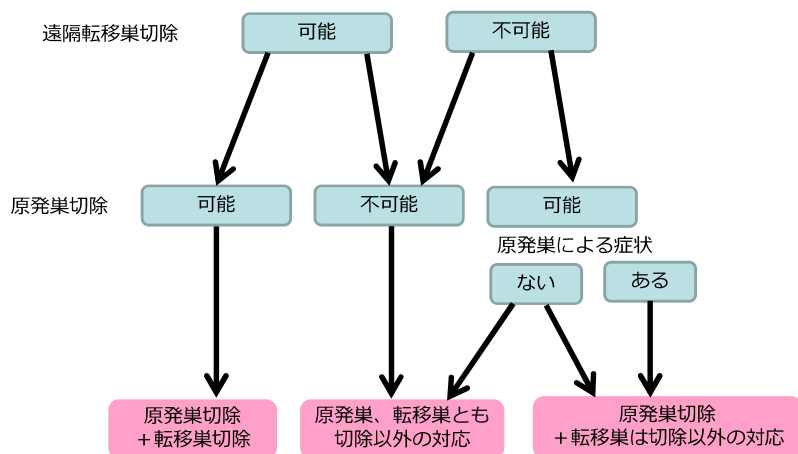 遠隔転移巣切除
可能
不可能
原発巣切除
可能
不可能
可能
原発巣による症状
ない
ある
原発巣切除
＋転移巣切除
原発巣、転移巣とも
切除以外の対応
原発巣切除
＋転移巣は切除以外の対応